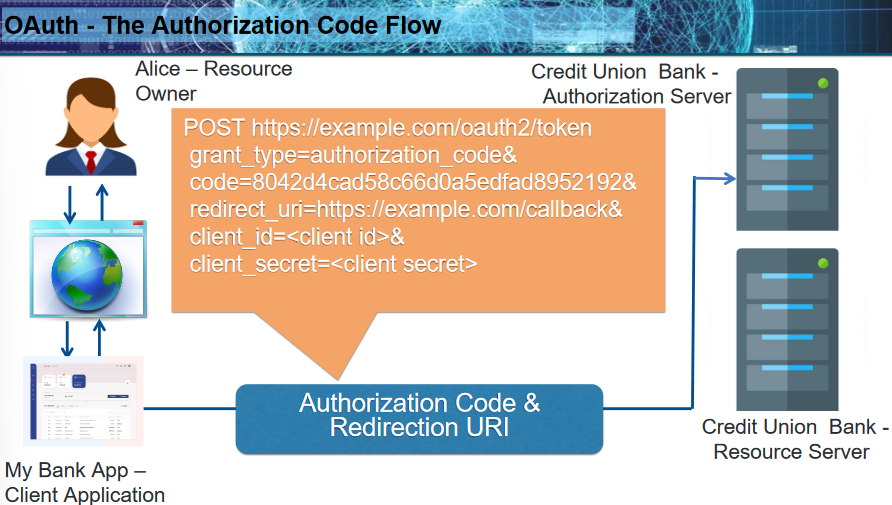 OAuth - The Authorization Code Flow
Alice – Resource
Owner
Credit Union Bank -
Authorization Server
POST https://example.com/oauth2/token
grant_type=authorization_code&
code=8042d4cad58c66d0a5edfad8952192&
redirect_uri=https://example.com/callback&
client_id=<client id>&
client_secret=<client secret>
Authorization Code &
Redirection URI
Credit Union Bank -
Resource Server
My Bank App –
Client Application